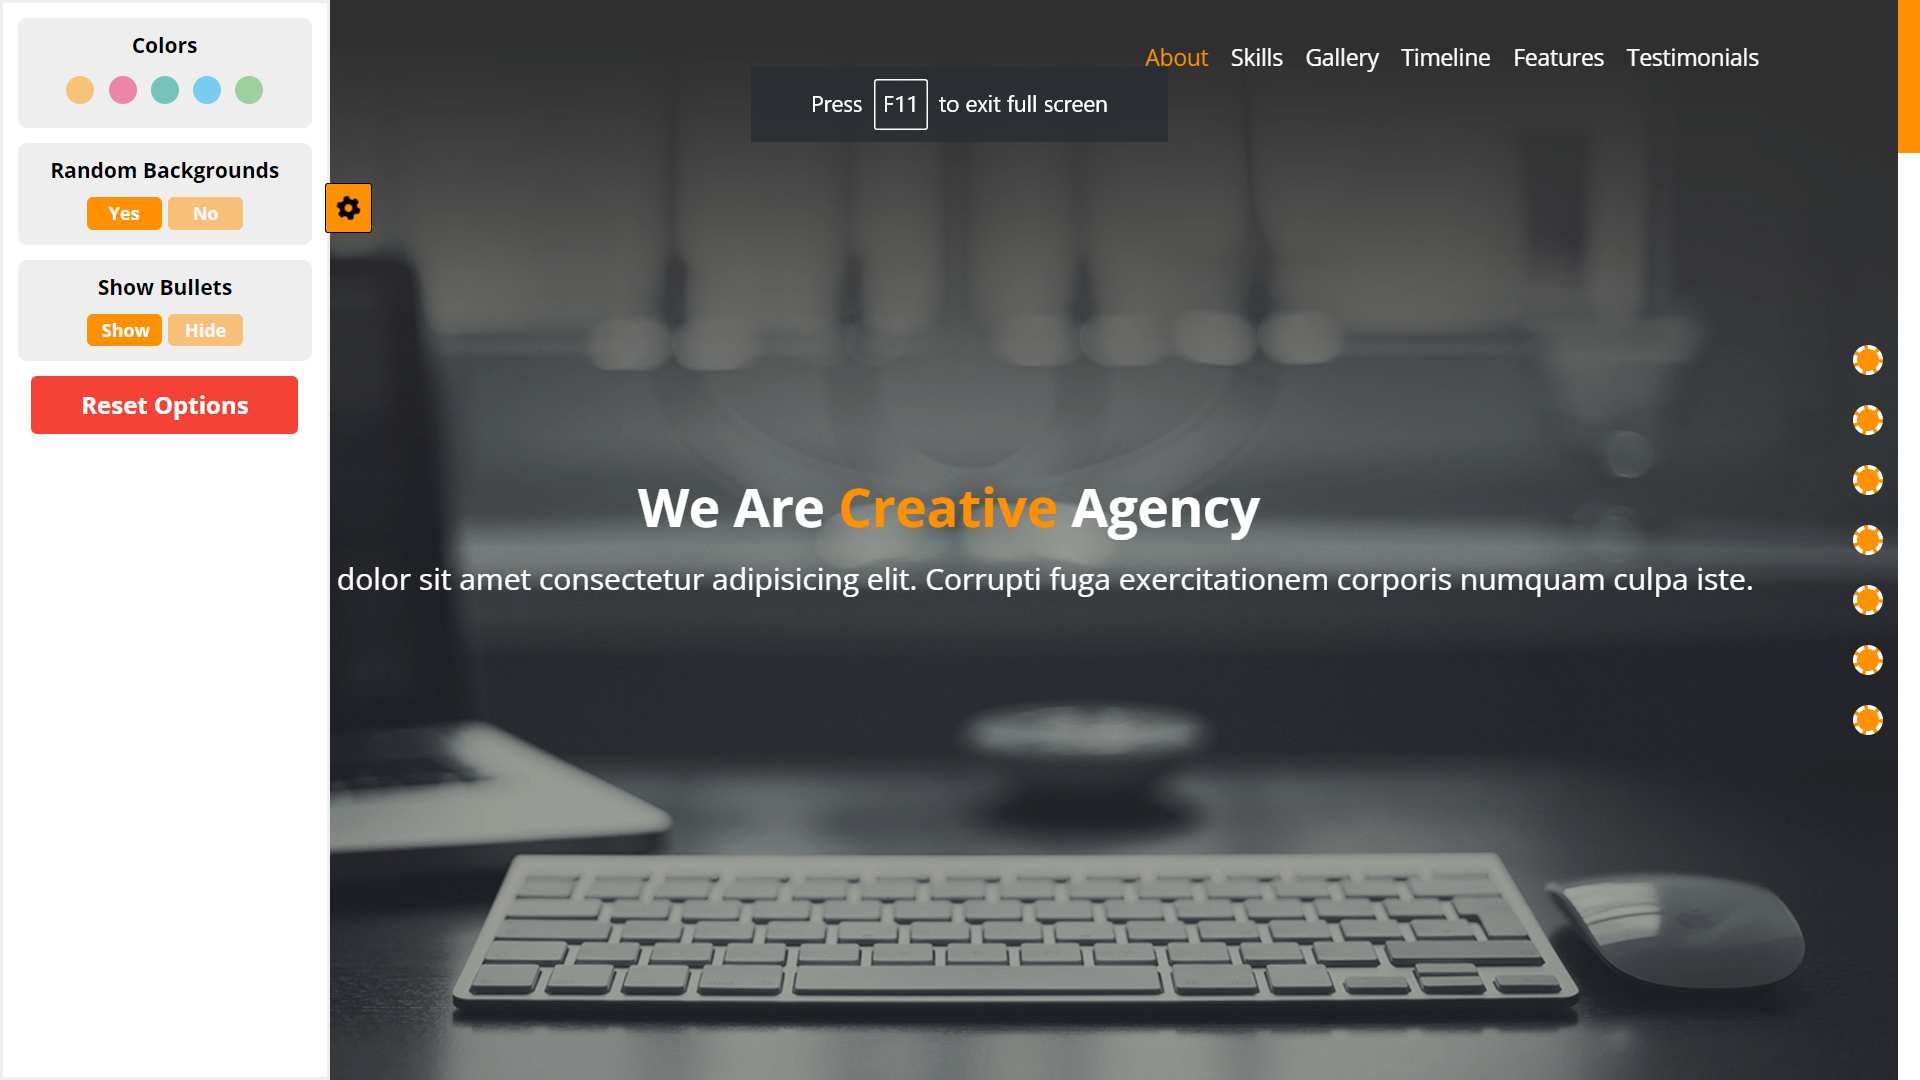 Colors
Random Backgrounds
Yes No
Show Bullets
Show Hide
Reset Options
About Skills Gallery Timeline Features Testimonials
Press F11 to exit full screen
We Are Creative Agency
dolor sit amet consectetur adipisicing elit. Corrupti fuga exercitationem corporis numquam culpa iste.